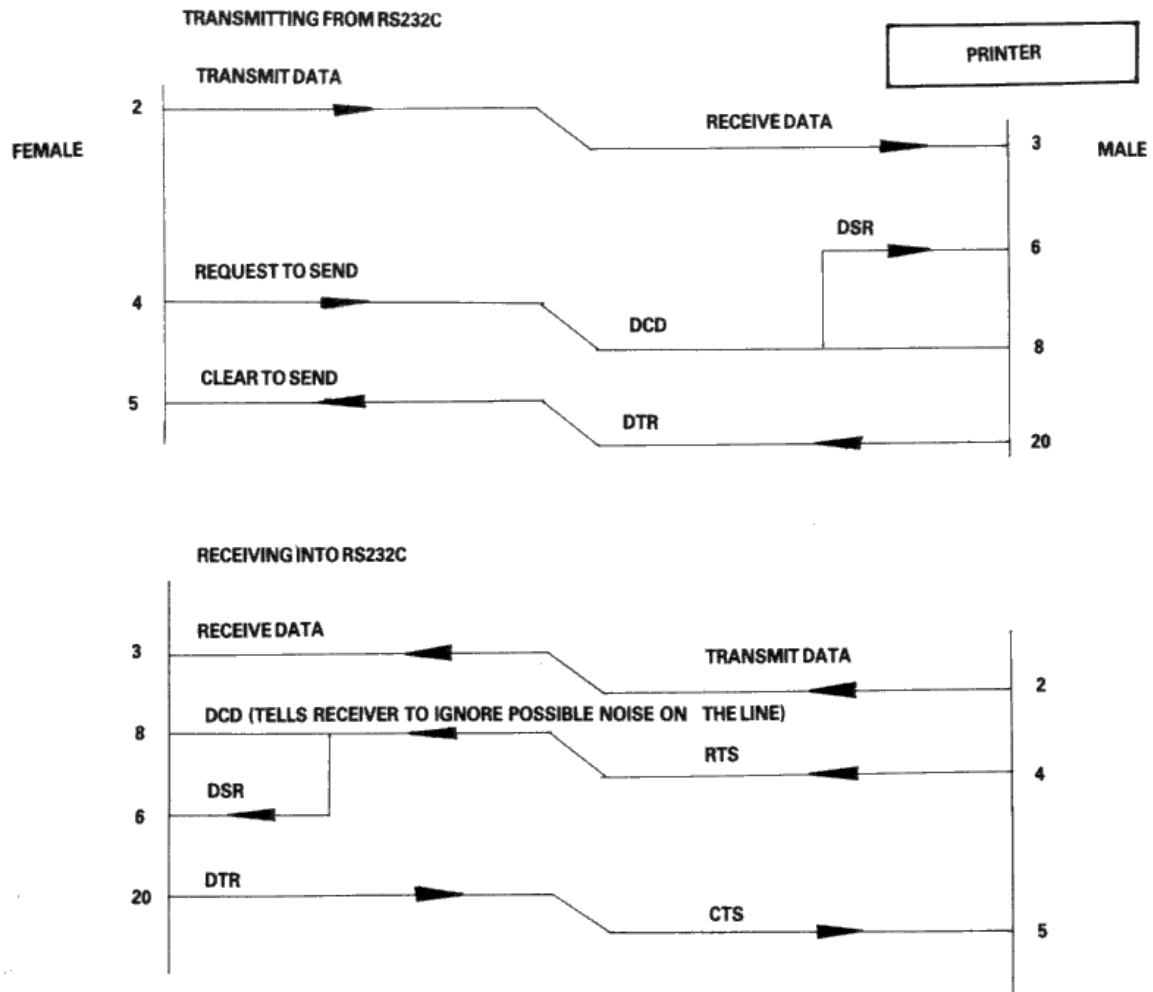 TRANSMITTING FROM RS232C
PRINTER
TRANSMIT DATA
2
RECEIVE DATA
3
FEMALE
MALE
DSR
6
REQUEST TO SEND
4
DCD
8
CLEAR TO SEND
5
DTR
20
RECEIVING INTO RS232C
RECEIVE DATA
3
TRANSMIT DATA
2
DCD (TELLS RECEIVER TO IGNORE POSSIBLE NOISE ON THE LINE)
8
RTS
4
DSR
6
DTR
20
CTS
5